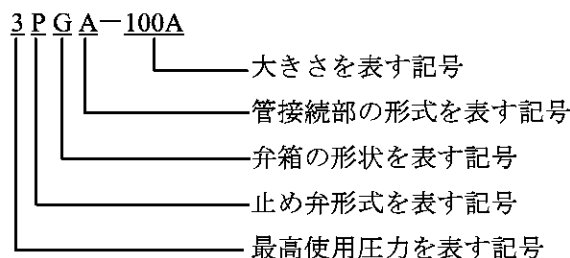 3 P G A－100A
大きさを表す記号
管接続部の形式を表す記号
弁箱の形状を表す記号
止め弁形式を表す記号
最高使用圧力を表す記号